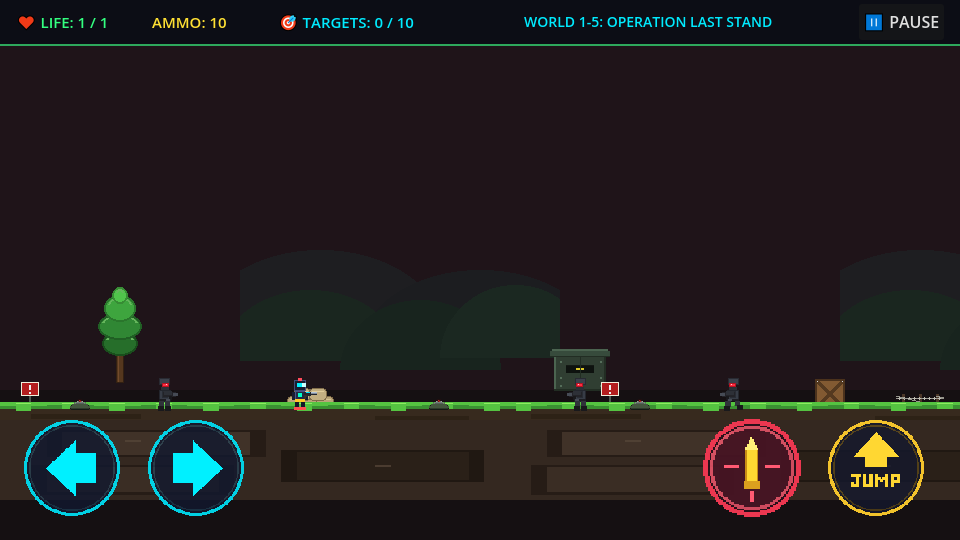 LIFE: 1 / 1
AMMO: 10
TARGETS: 0 / 10
WORLD 1-5: OPERATION LAST STAND
PAUSE
!
!
JUMP